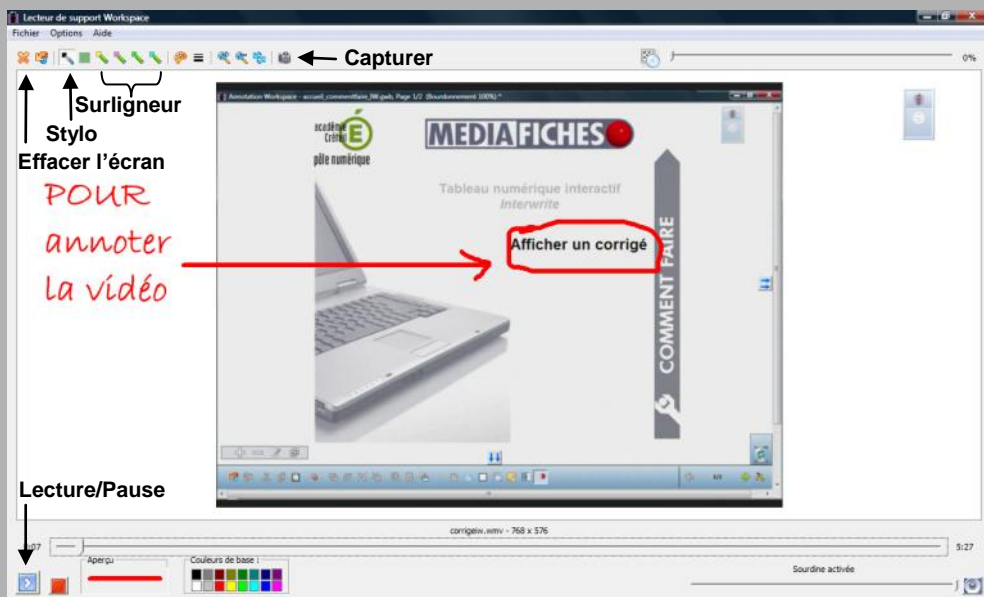 Lecteur de support Workspace
Fichier Options Aide
Capturer
0%
Surligneur
Stylo
Effacer l'écran
Annotation Workspace - accueil_commentfaire_IW.gwb, Page 1/2 (Bourdonnement 100%) *
académie
Créteil
pôle numérique
MEDIAFICHES
Tableau numérique interactif
Interwrite
Afficher un corrigé
COMMENT FAIRE
POUR
annoter
la vidéo
Lecture/Pause
corrigeiw.wmv - 768 x 576
0:07
5:27
Aperçu
Couleurs de base :
Sourdine activée